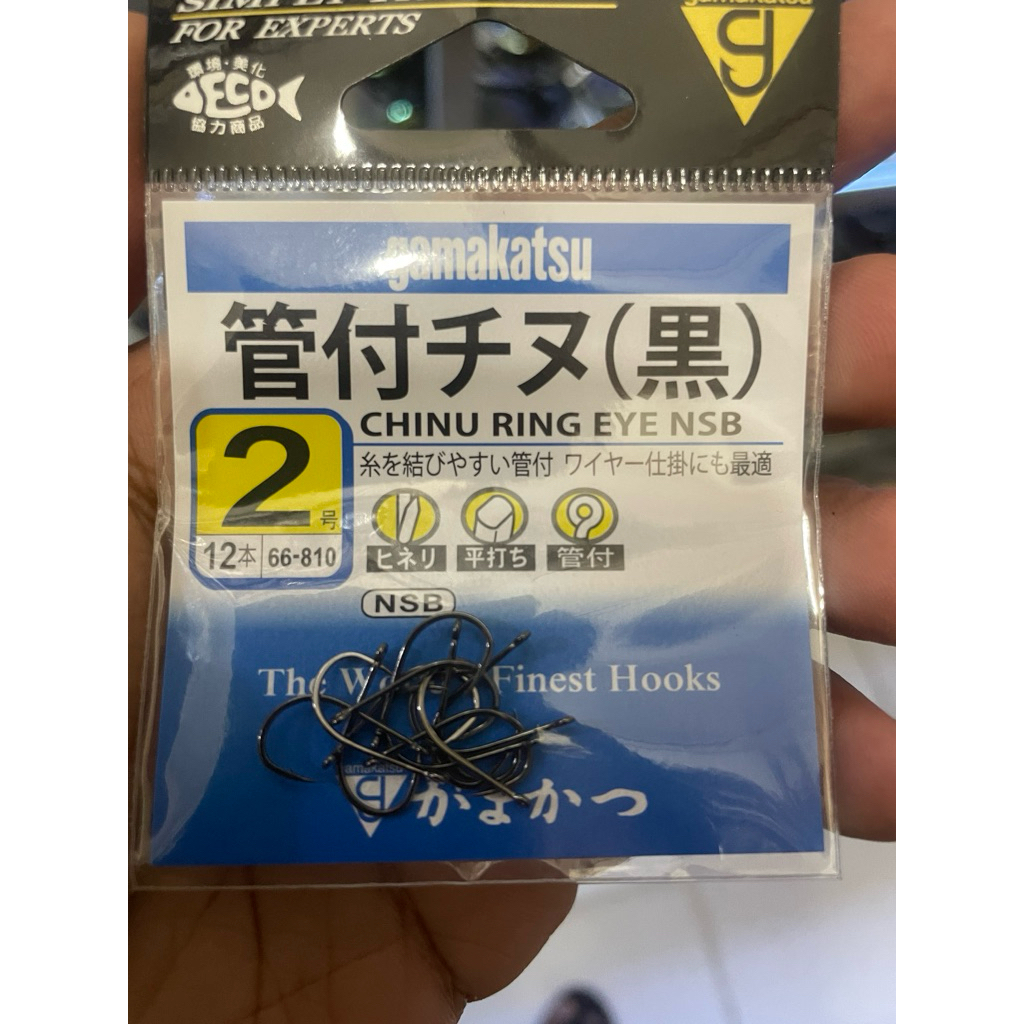 FOR EXPERTS
gamakatsu
環境・美化
ECO
協力商品
gamakatsu
管付チヌ(黒)
CHINU RING EYE NSB
2号
糸を結びやすい管付 ワイヤー仕掛にも最適
12本 66-810
ヒネリ 平打ち 管付
NSB
The Finest Hooks
amakatsu
がまかつ